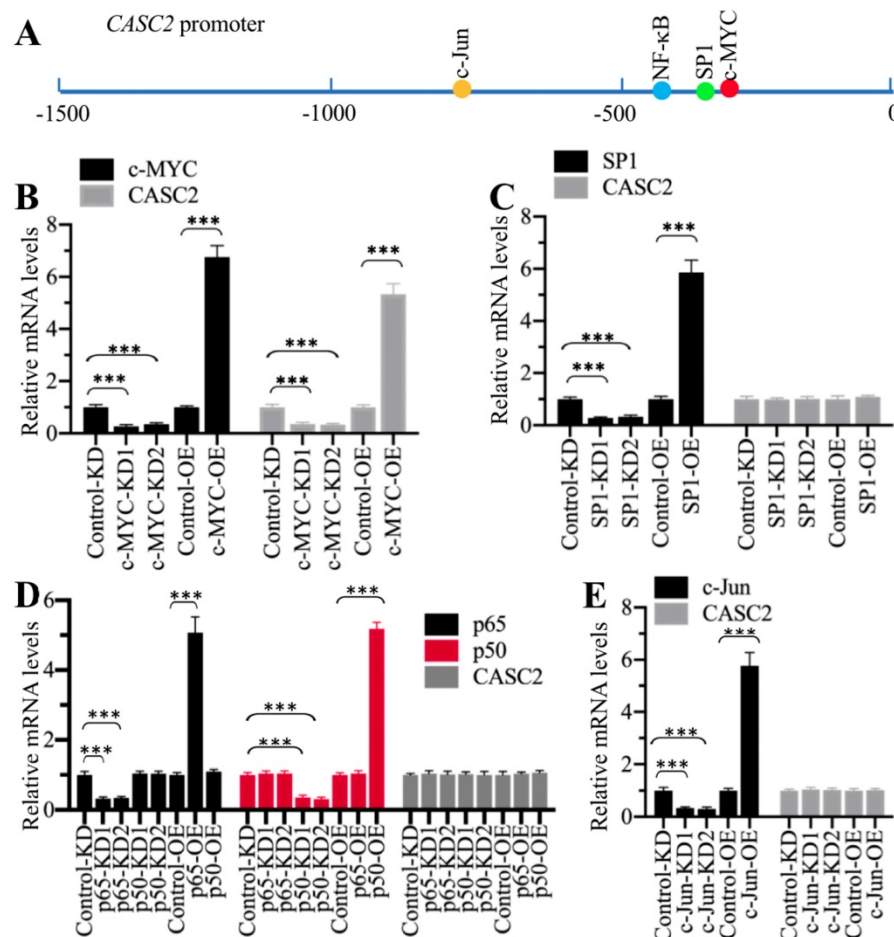 A
CASC2 promoter
c-Jun
NF-κB
SP1
c-MYC
-1500
-1000
-500
0
B
c-MYC
CASC2
Relative mRNA levels
8
6
4
2
0
***
***
***
***
***
***
Control-KD
c-MYC-KD1
c-MYC-KD2
Control-OE
c-MYC-OE
Control-KD
c-MYC-KD1
c-MYC-KD2
Control-OE
c-MYC-OE
C
SP1
CASC2
Relative mRNA levels
8
6
4
2
0
***
***
***
Control-KD
SP1-KD1
SP1-KD2
Control-OE
SP1-OE
Control-KD
SP1-KD1
SP1-KD2
Control-OE
SP1-OE
D
p65
p50
CASC2
Relative mRNA levels
6
4
2
0
***
***
***
***
***
***
Control-KD
p65-KD1
p65-KD2
p50-KD1
p50-KD2
Control-OE
p65-OE
p50-OE
Control-KD
p65-KD1
p65-KD2
p50-KD1
p50-KD2
Control-OE
p65-OE
p50-OE
Control-KD
p65-KD1
p65-KD2
p50-KD1
p50-KD2
Control-OE
p65-OE
p50-OE
E
c-Jun
CASC2
Relative mRNA levels
8
6
4
2
0
***
***
***
Control-KD
c-Jun-KD1
c-Jun-KD2
Control-OE
c-Jun-OE
Control-KD
c-Jun-KD1
c-Jun-KD2
Control-OE
c-Jun-OE